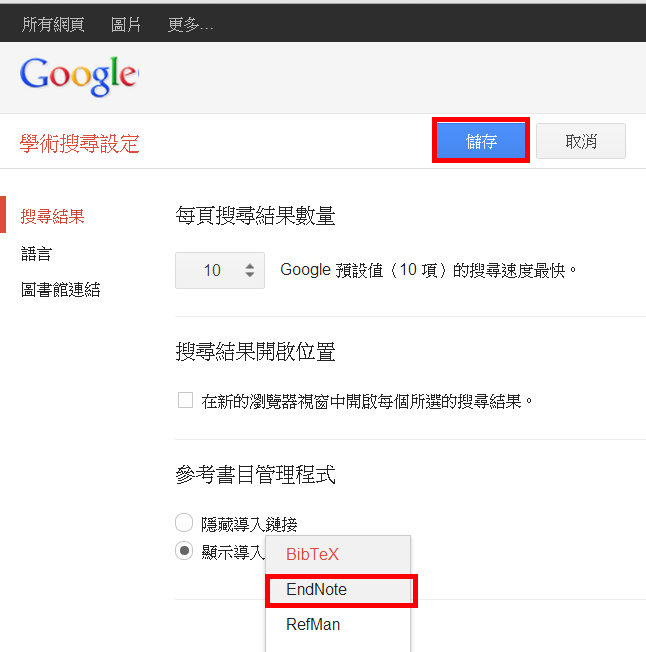 所有網頁 圖片 更多...
Google
學術搜尋設定 儲存 取消
搜尋結果
語言
圖書館連結
每頁搜尋結果數量
10 Google 預設值（10 項）的搜尋速度最快。
搜尋結果開啟位置
在新的瀏覽器視窗中開啟每個所選的搜尋結果。
參考書目管理程式
隱藏導入鏈接
顯示導入
BibTeX
EndNote
RefMan